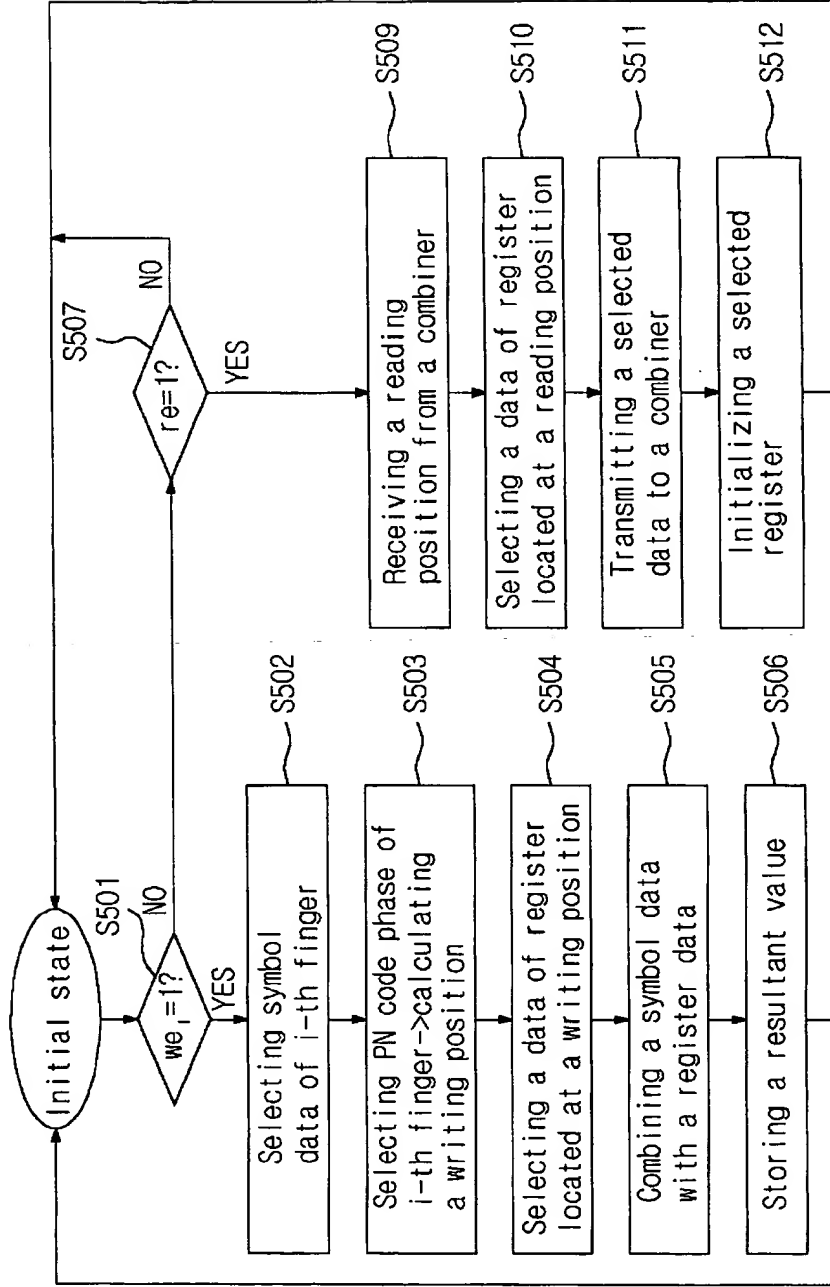 Initial state
S501
we i =1?
NO
YES
S507
re=1?
NO
YES
Selecting symbol
data of i-th finger
S502
Selecting PN code phase of
i-th finger->calculating
a writing position
S503
Selecting a data of register
located at a writing position
S504
Combining a symbol data
with a register data
S505
Storing a resultant value
S506
Receiving a reading
position from a combiner
S509
Selecting a data of register
located at a reading position
S510
Transmitting a selected
data to a combiner
S511
Initializing a selected
register
S512